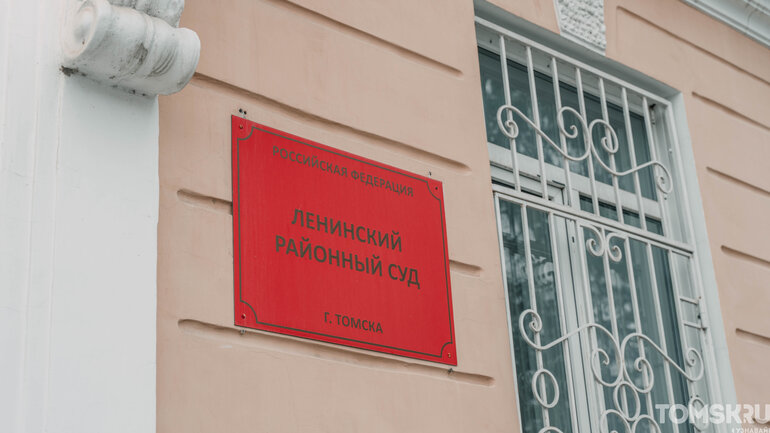 РОССИЙСКАЯ ФЕДЕРАЦИЯ
ЛЕНИНСКИЙ
РАЙОННЫЙ СУД
Г. ТОМСКА
TOMSK.RU